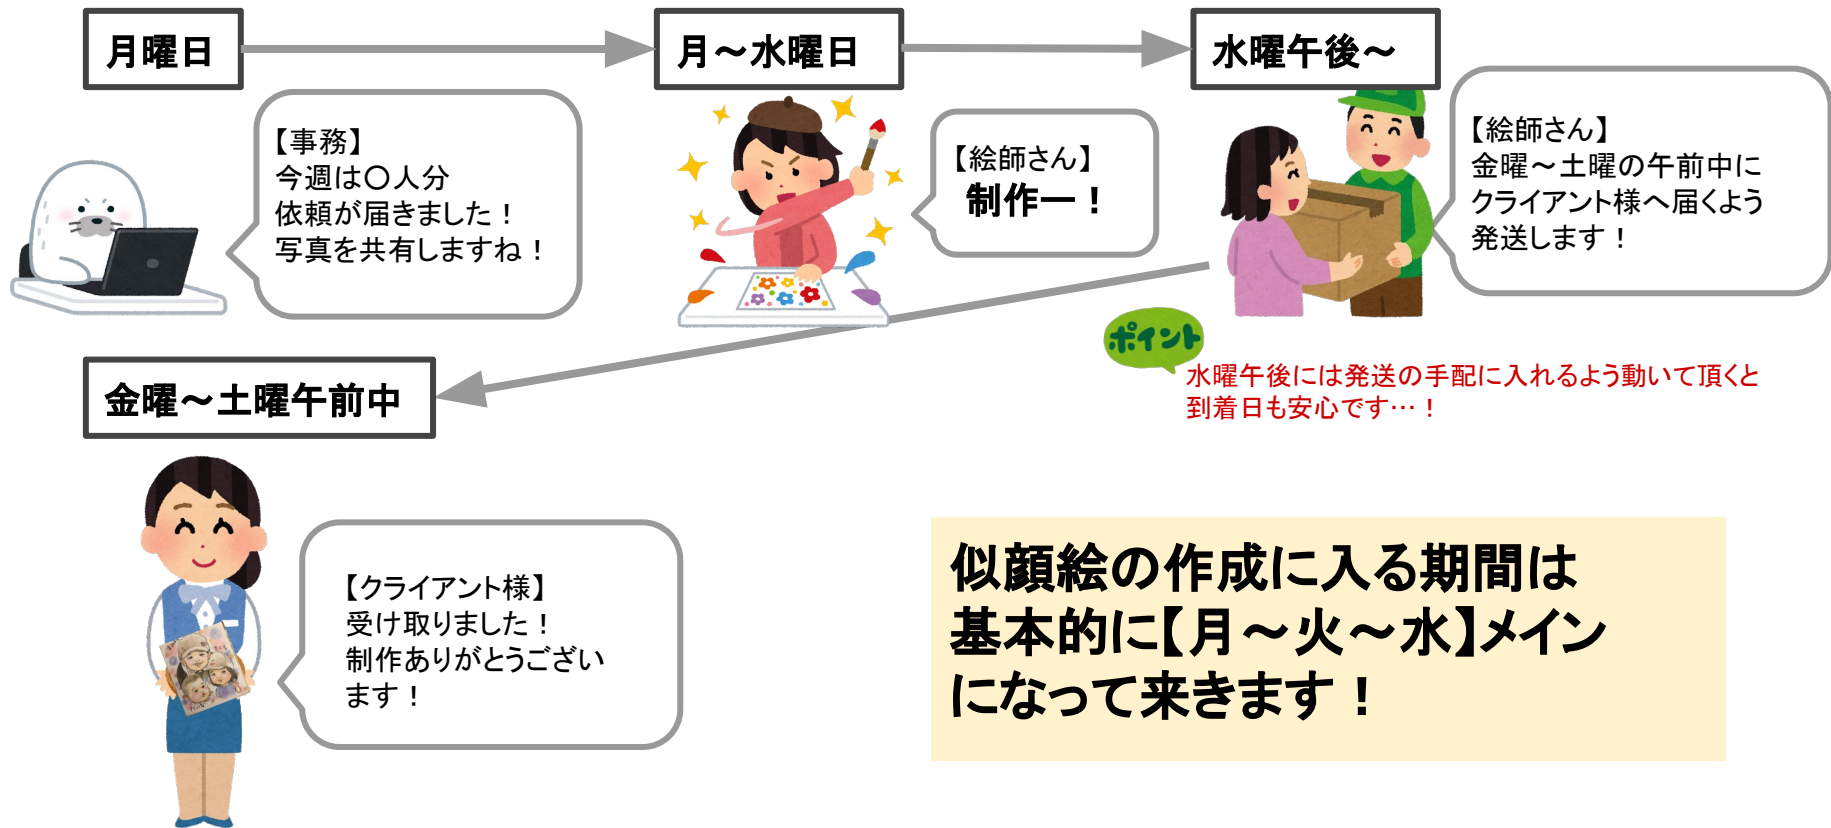 月曜日
月～水曜日
水曜午後～
【事務】
今週は〇人分
依頼が届きました！
写真を共有しますね！
【絵師さん】
制作一！
【絵師さん】
金曜～土曜の午前中に
クライアント様へ届くよう
発送します！
ポイント
水曜午後には発送の手配に入れるよう動いて頂くと
到着日も安心です…！
金曜～土曜午前中
【クライアント様】
受け取りました！
制作ありがとうござい
ます！
似顔絵の作成に入る期間は
基本的に【月～火～水】メイン
になって来きます！